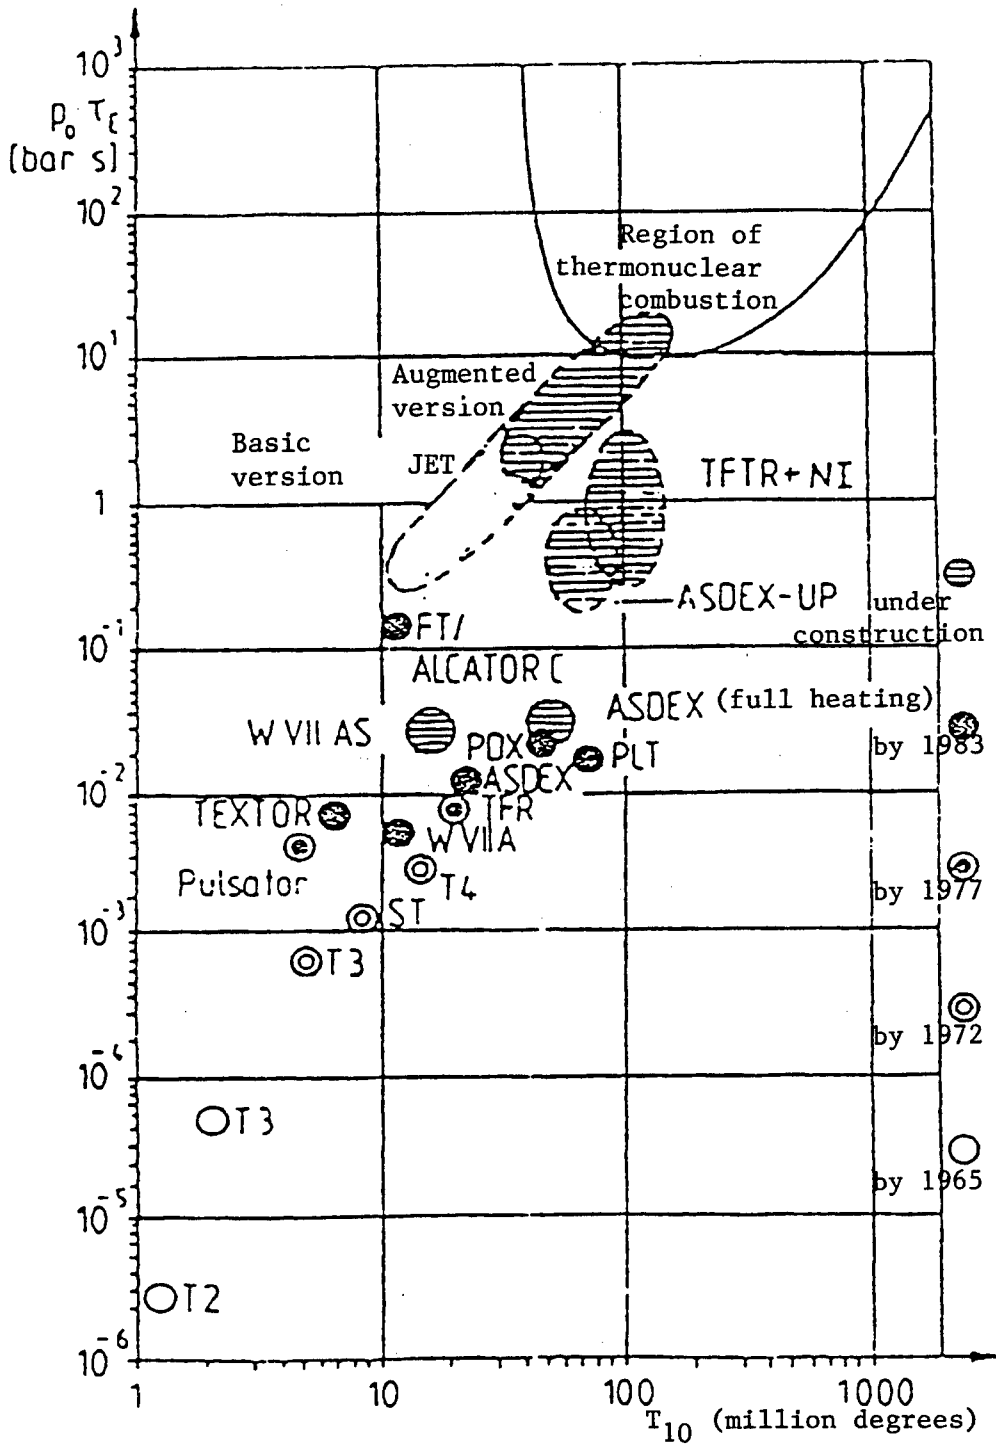 10³
p₀ τ_E
(bar s)
10²
Region of
thermonuclear
combustion
10¹
Augmented
version
Basic
version
JET
TFTR+NI
1
ASDEX-UP
under
construction
FT/
ALCATOR C
10⁻¹
ASDEX (full heating)
W VII AS
PDX
PLT
by 1983
ASDEX
10⁻²
TEXTOR
TFR
W VII A
Pulsator
T4
by 1977
ST
10⁻³
T3
by 1972
10⁻⁴
T3
by 1965
10⁻⁵
T2
10⁻⁶
1
10
100
1000
T₁₀ (million degrees)